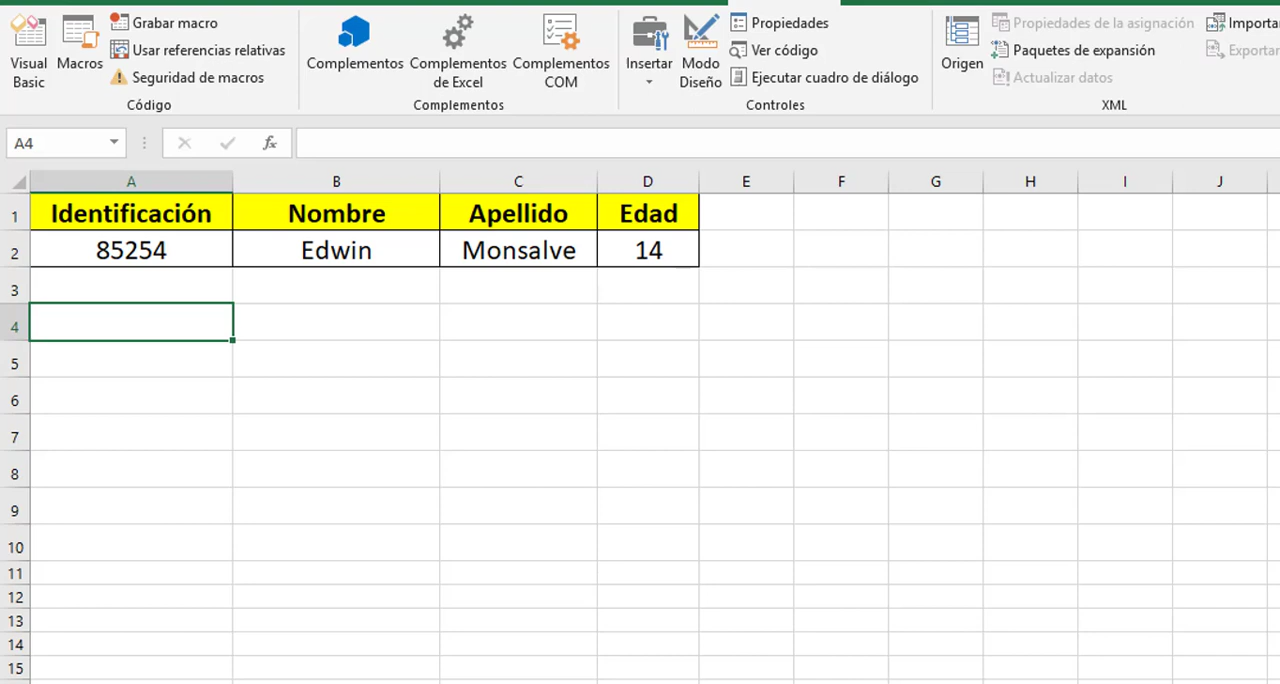 Visual Basic
Macros
Grabar macro
Usar referencias relativas
Seguridad de macros
Código
Complementos
Complementos de Excel
Complementos COM
Complementos
Insertar
Modo Diseño
Propiedades
Ver código
Ejecutar cuadro de diálogo
Controles
Origen
Propiedades de la asignación
Paquetes de expansión
Actualizar datos
Importa
Exportar
XML
A4
fx
A B C D E F G H I J
1 Identificación Nombre Apellido Edad
2 85254 Edwin Monsalve 14
3
4
5
6
7
8
9
10
11
12
13
14
15